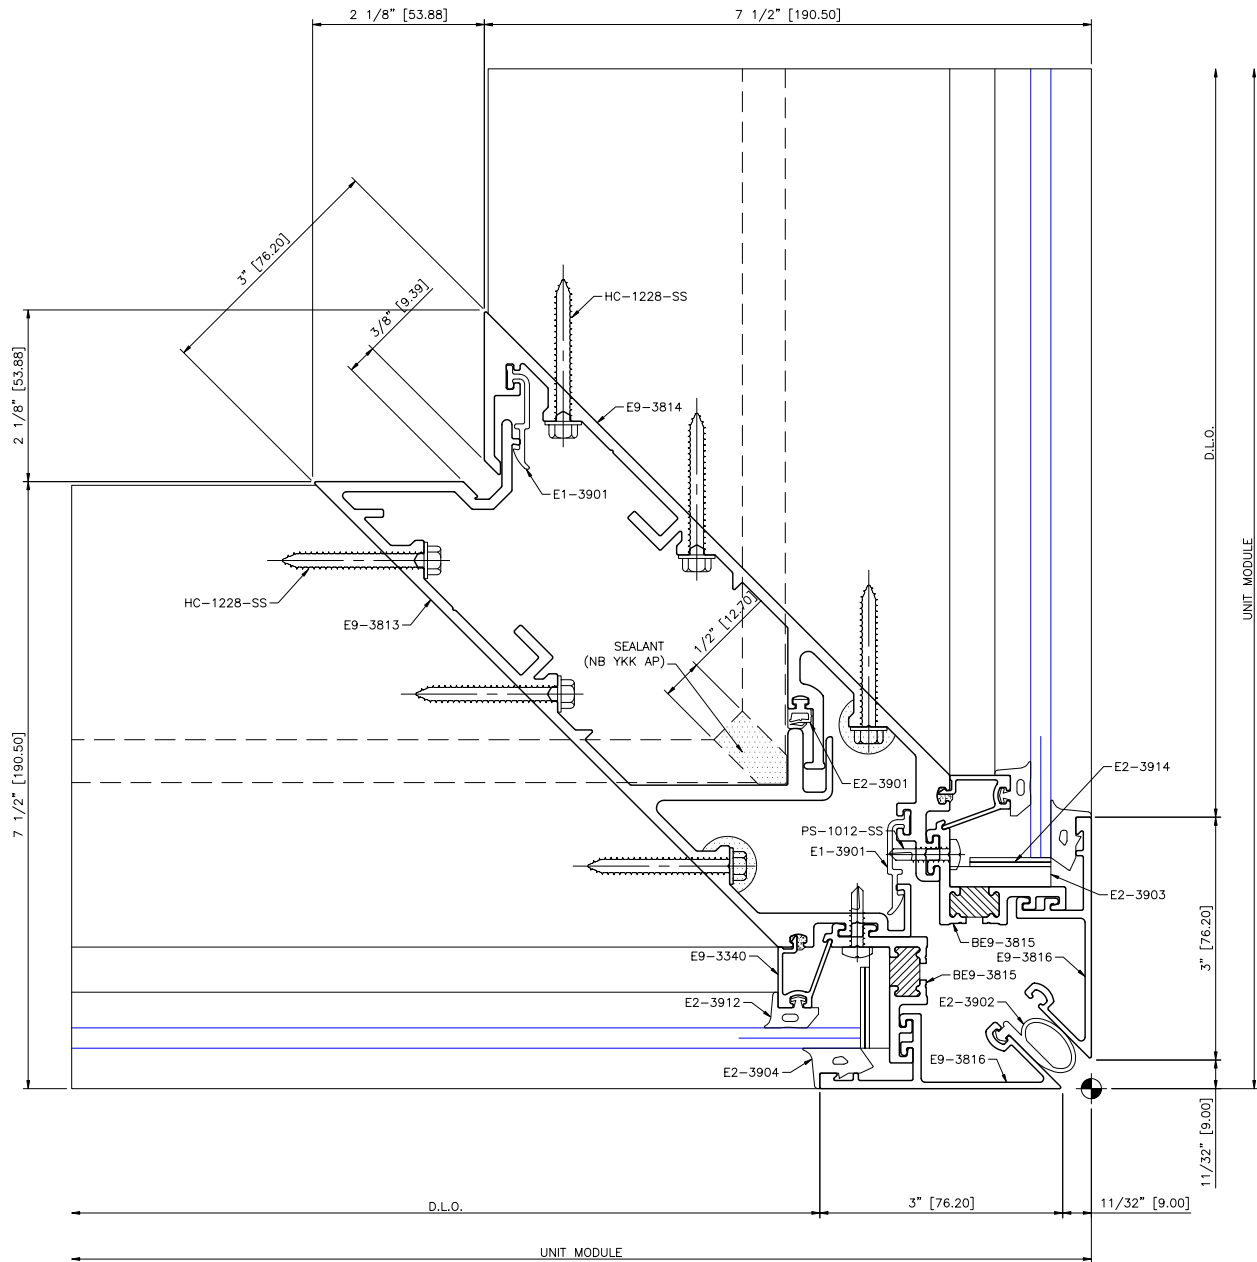 2 1/8" [53.88]
7 1/2" [190.50]
3" [76.20]
3/8" [9.39]
HC-1228-SS
2 1/8" [53.88]
E9-3814
D.L.O.
E1-3901
UNIT MODULE
HC-1228-SS
E9-3813
1/2" [12.70]
SEALANT
(NB YKK AP)
E2-3914
E2-3901
7 1/2" [190.50]
PS-1012-SS
E1-3901
E2-3903
BE9-3815
3" [76.20]
E9-3340
E9-3816
BE9-3815
E2-3912
E2-3902
E9-3816
E2-3904
11/32" [9.00]
D.L.O.
3" [76.20]
11/32" [9.00]
UNIT MODULE